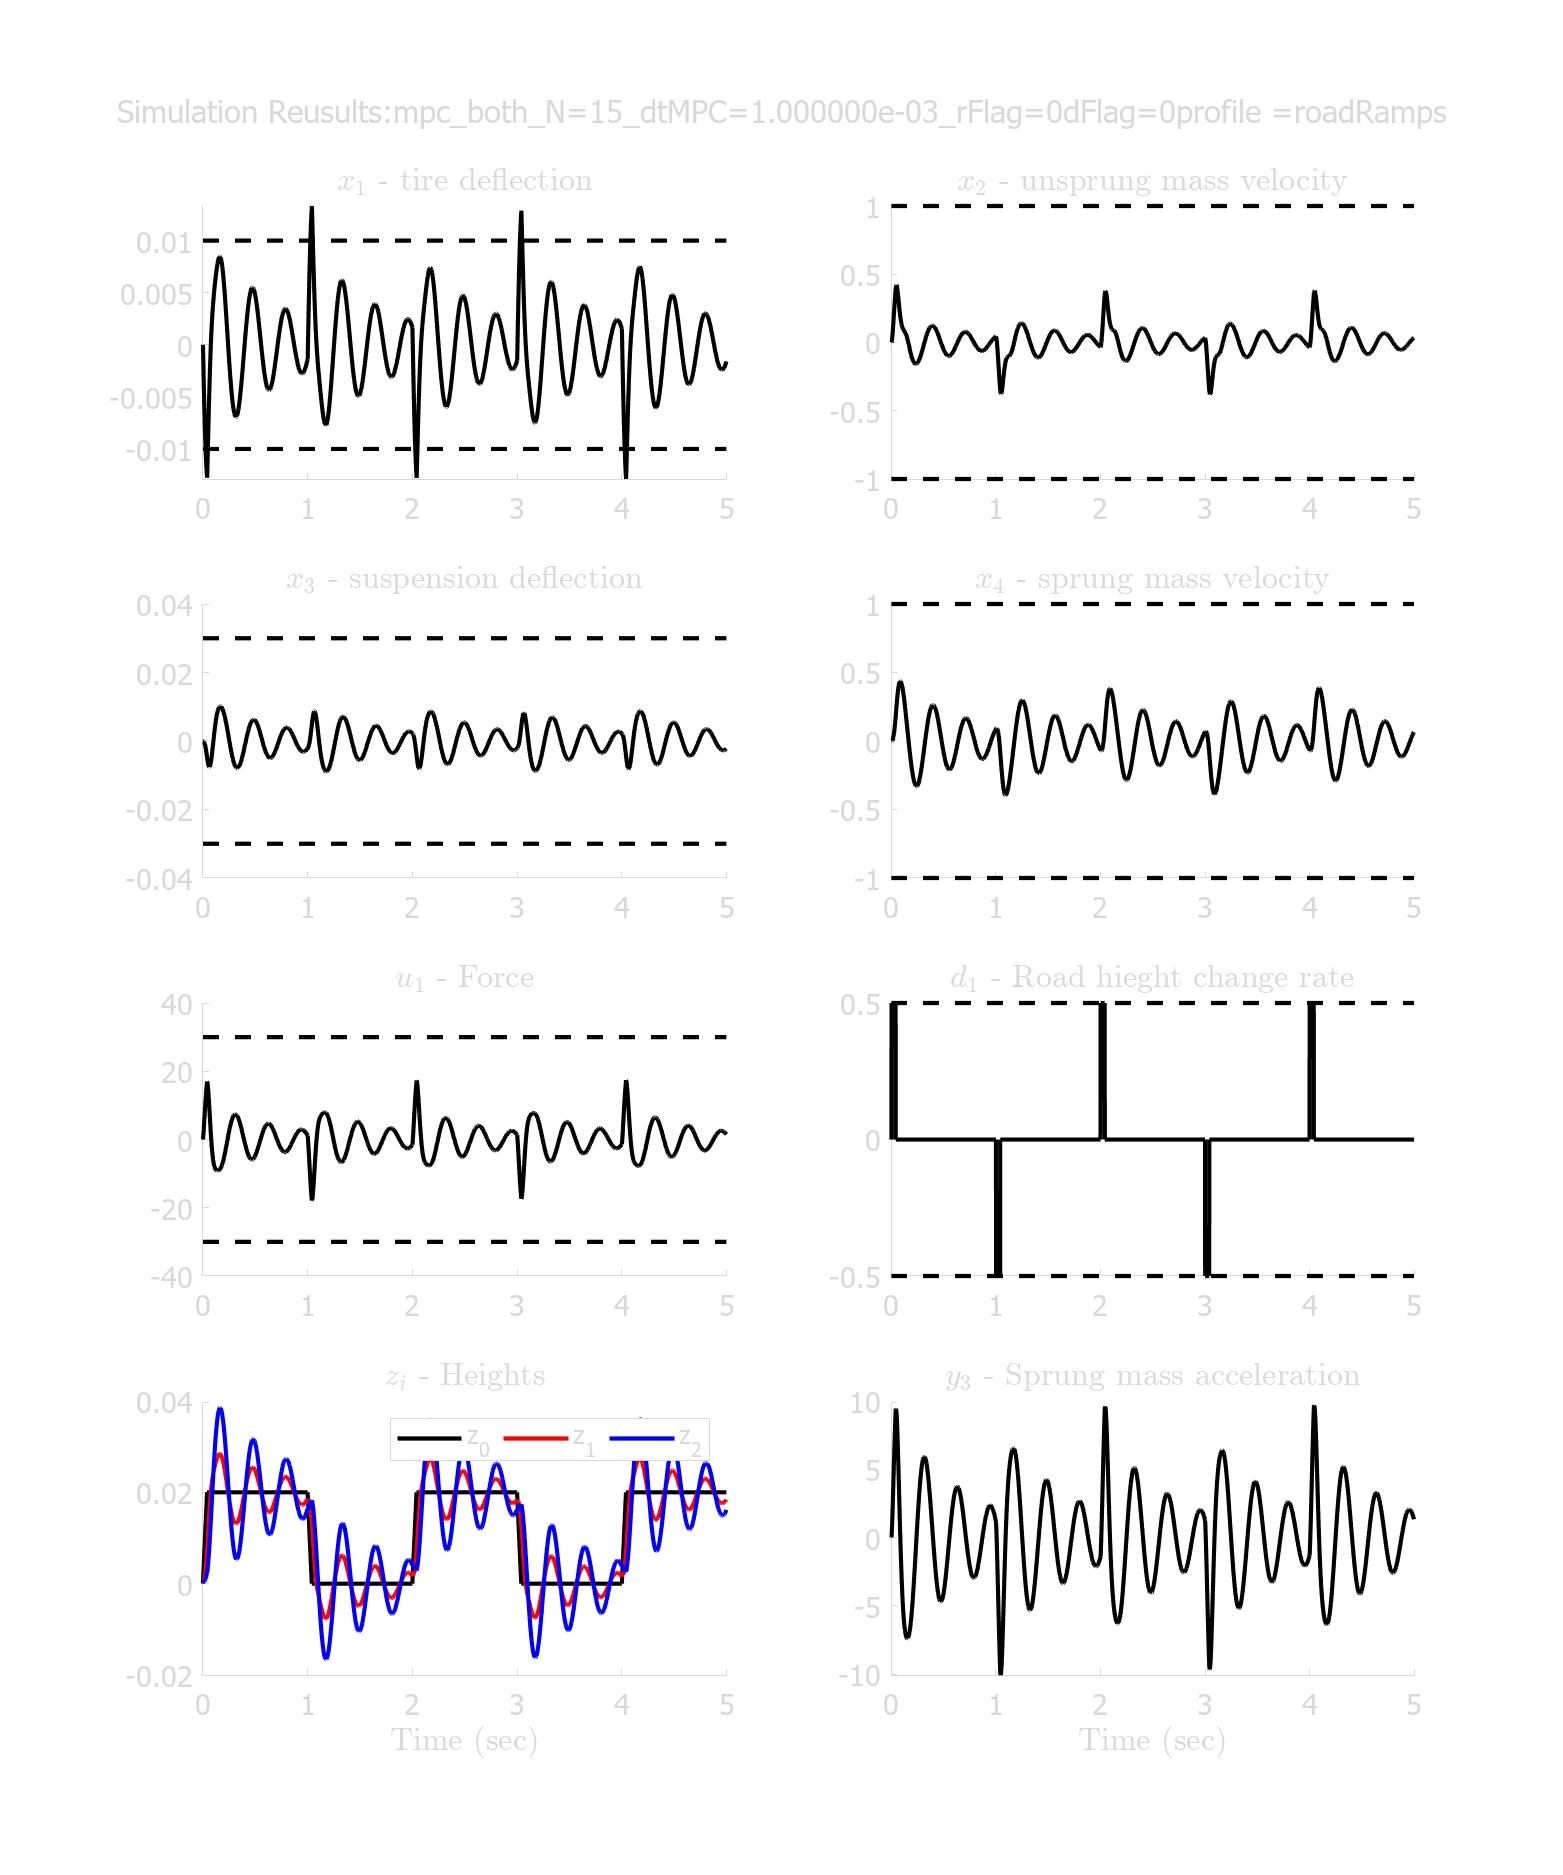 Simulation Reusults:mpc_both_N=15_dtMPC=1.000000e-03_rFlag=0dFlag=0profile =roadRamps
x1 - tire deflection
0.01
0.005
0
-0.005
-0.01
0 1 2 3 4 5
x2 - unsprung mass velocity
1
0.5
0
-0.5
-1
0 1 2 3 4 5
x3 - suspension deflection
0.04
0.02
0
-0.02
-0.04
0 1 2 3 4 5
x4 - sprung mass velocity
1
0.5
0
-0.5
-1
0 1 2 3 4 5
u1 - Force
40
20
0
-20
-40
0 1 2 3 4 5
d1 - Road hieght change rate
0.5
0
-0.5
0 1 2 3 4 5
zi - Heights
0.04
0.02
0
-0.02
z0 z1 z2
0 1 2 3 4 5
Time (sec)
y3 - Sprung mass acceleration
10
5
0
-5
-10
0 1 2 3 4 5
Time (sec)